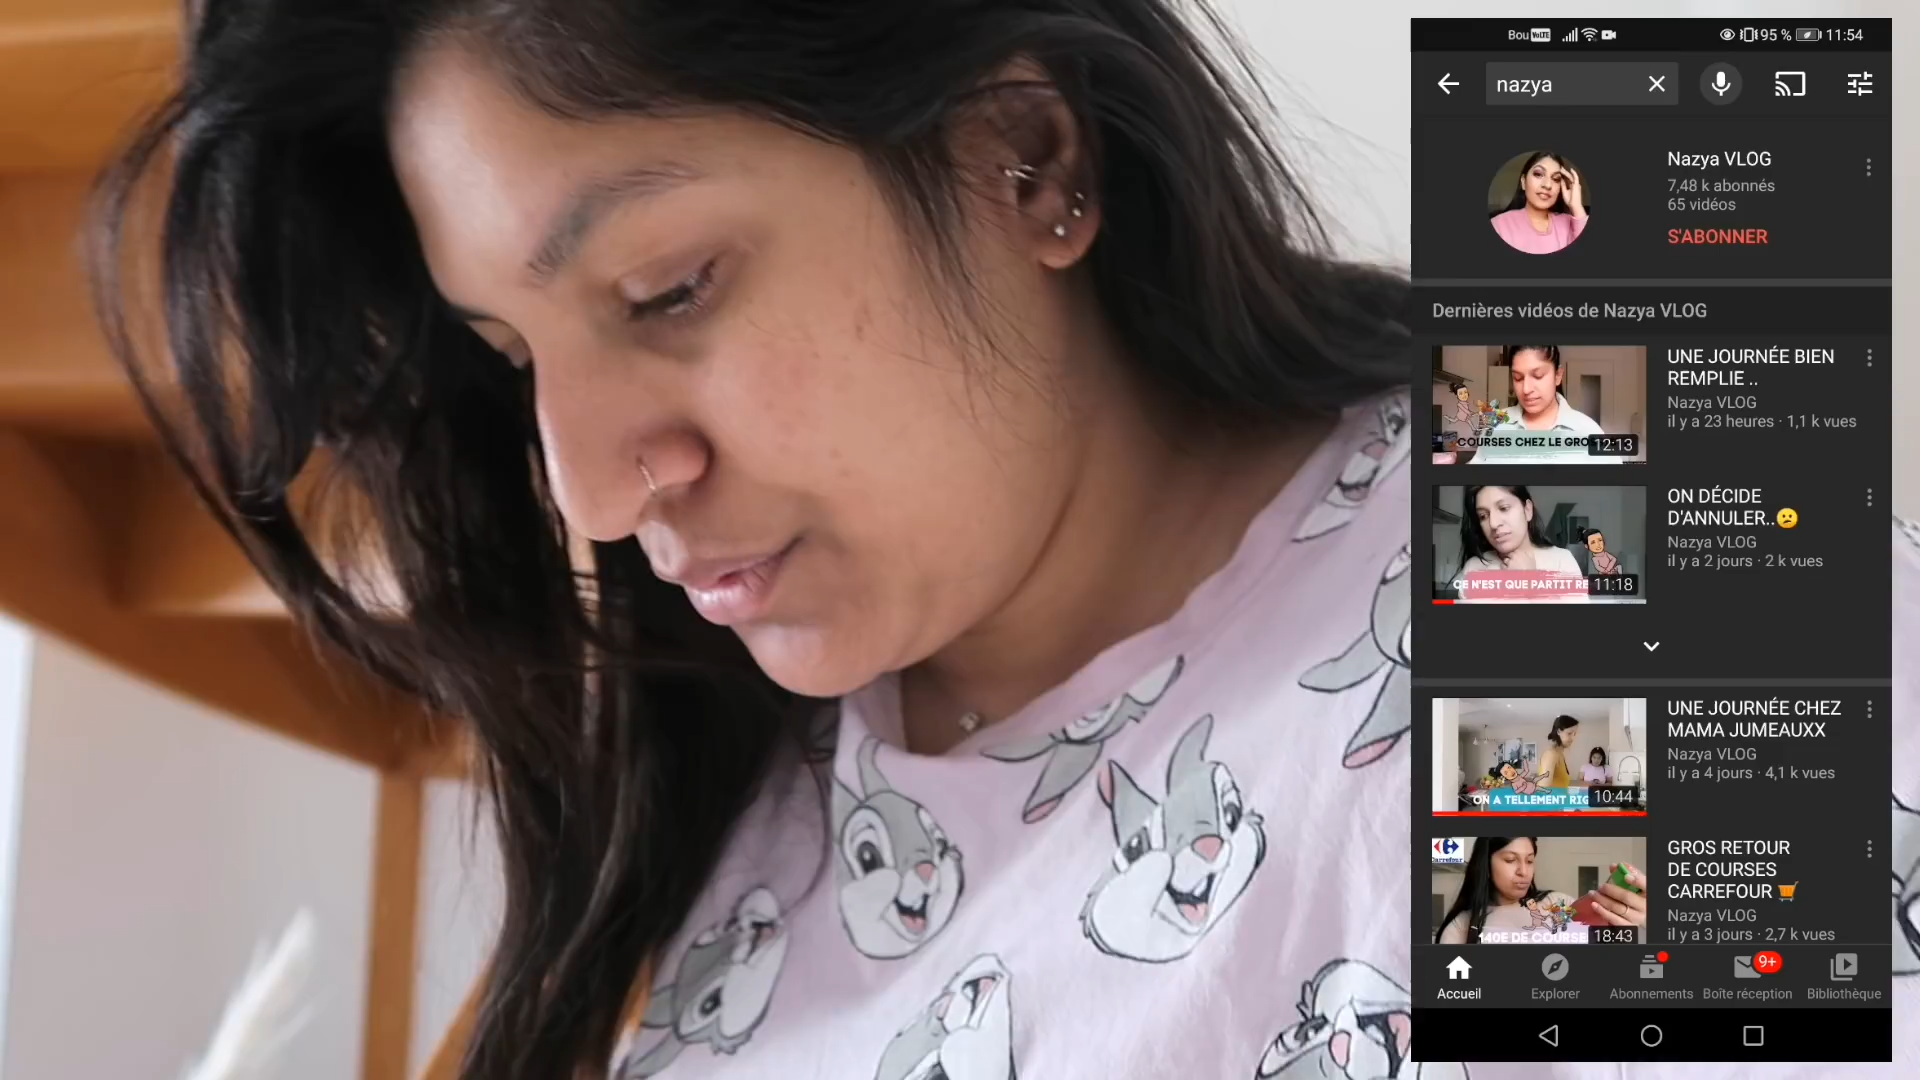 Bou VoLTE 95 % 11:54
nazya
Nazya VLOG
7,48 k abonnés
65 vidéos
S'ABONNER
Dernières vidéos de Nazya VLOG
UNE JOURNÉE BIEN
REMPLIE ..
Nazya VLOG
il y a 23 heures · 1,1 k vues
COURSES CHEZ LE GRO
12:13
ON DÉCIDE
D'ANNULER..😕
Nazya VLOG
il y a 2 jours · 2 k vues
CE N'EST QUE PARTIT RE
11:18
UNE JOURNÉE CHEZ
MAMA JUMEAUXX
Nazya VLOG
il y a 4 jours · 4,1 k vues
ON A TELLEMENT RIG
10:44
GROS RETOUR
DE COURSES
CARREFOUR 🛒
Nazya VLOG
il y a 3 jours · 2,7 k vues
140E DE COURSE
18:43
9+
Accueil
Explorer
Abonnements
Boîte réception
Bibliothèque